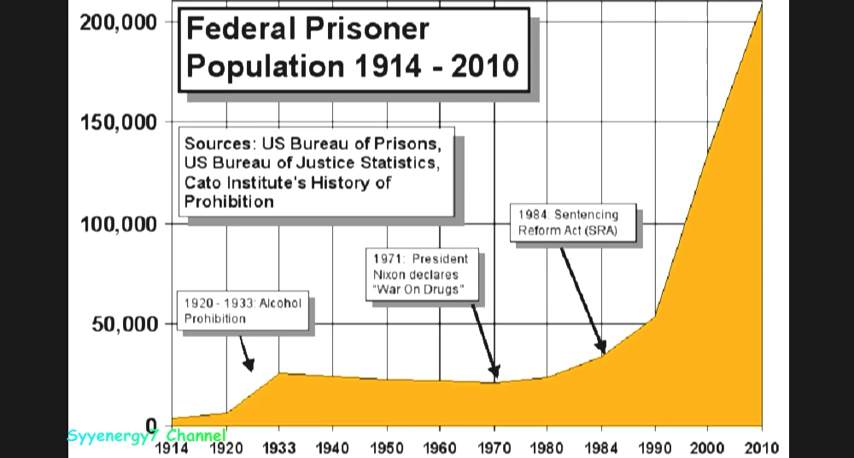 Federal Prisoner
Population 1914 - 2010
200,000
150,000
100,000
50,000
0
Sources: US Bureau of Prisons,
US Bureau of Justice Statistics,
Cato Institute's History of
Prohibition
1920 - 1933: Alcohol
Prohibition
1971: President
Nixon declares
"War On Drugs"
1984: Sentencing
Reform Act (SRA)
Syyenergy7 Channel
1914 1920 1933 1940 1950 1960 1970 1980 1984 1990 2000 2010